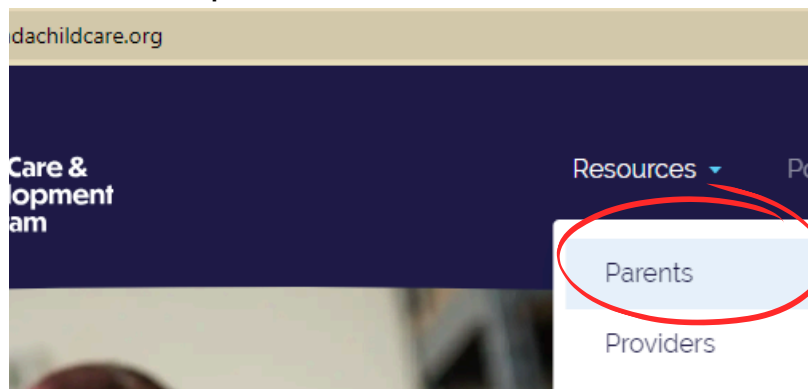 dachildcare.org
Care &
lopment
am
Resources
Parents
Providers